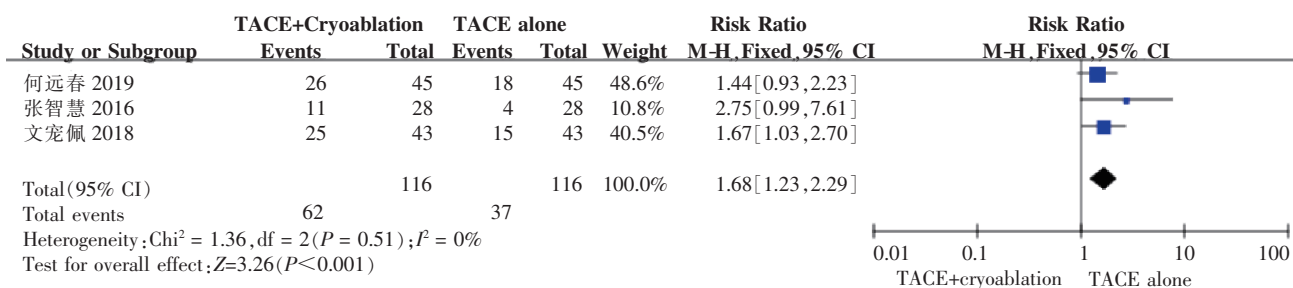 TACE+Cryoablation TACE alone Risk Ratio Risk Ratio
Study or Subgroup Events Total Events Total Weight M-H,Fixed,95% CI M-H,Fixed,95% CI
何远春 2019 26 45 18 45 48.6% 1.44[0.93,2.23]
张智慧 2016 11 28 4 28 10.8% 2.75[0.99,7.61]
文宠佩 2018 25 43 15 43 40.5% 1.67[1.03,2.70]
Total(95% CI) 116 116 100.0% 1.68[1.23,2.29]
Total events 62 37
Heterogeneity:Chi² = 1.36,df = 2(P = 0.51);I² = 0%
Test for overall effect:Z=3.26(P<0.001)
0.01 0.1 1 10 100
TACE+cryoablation TACE alone